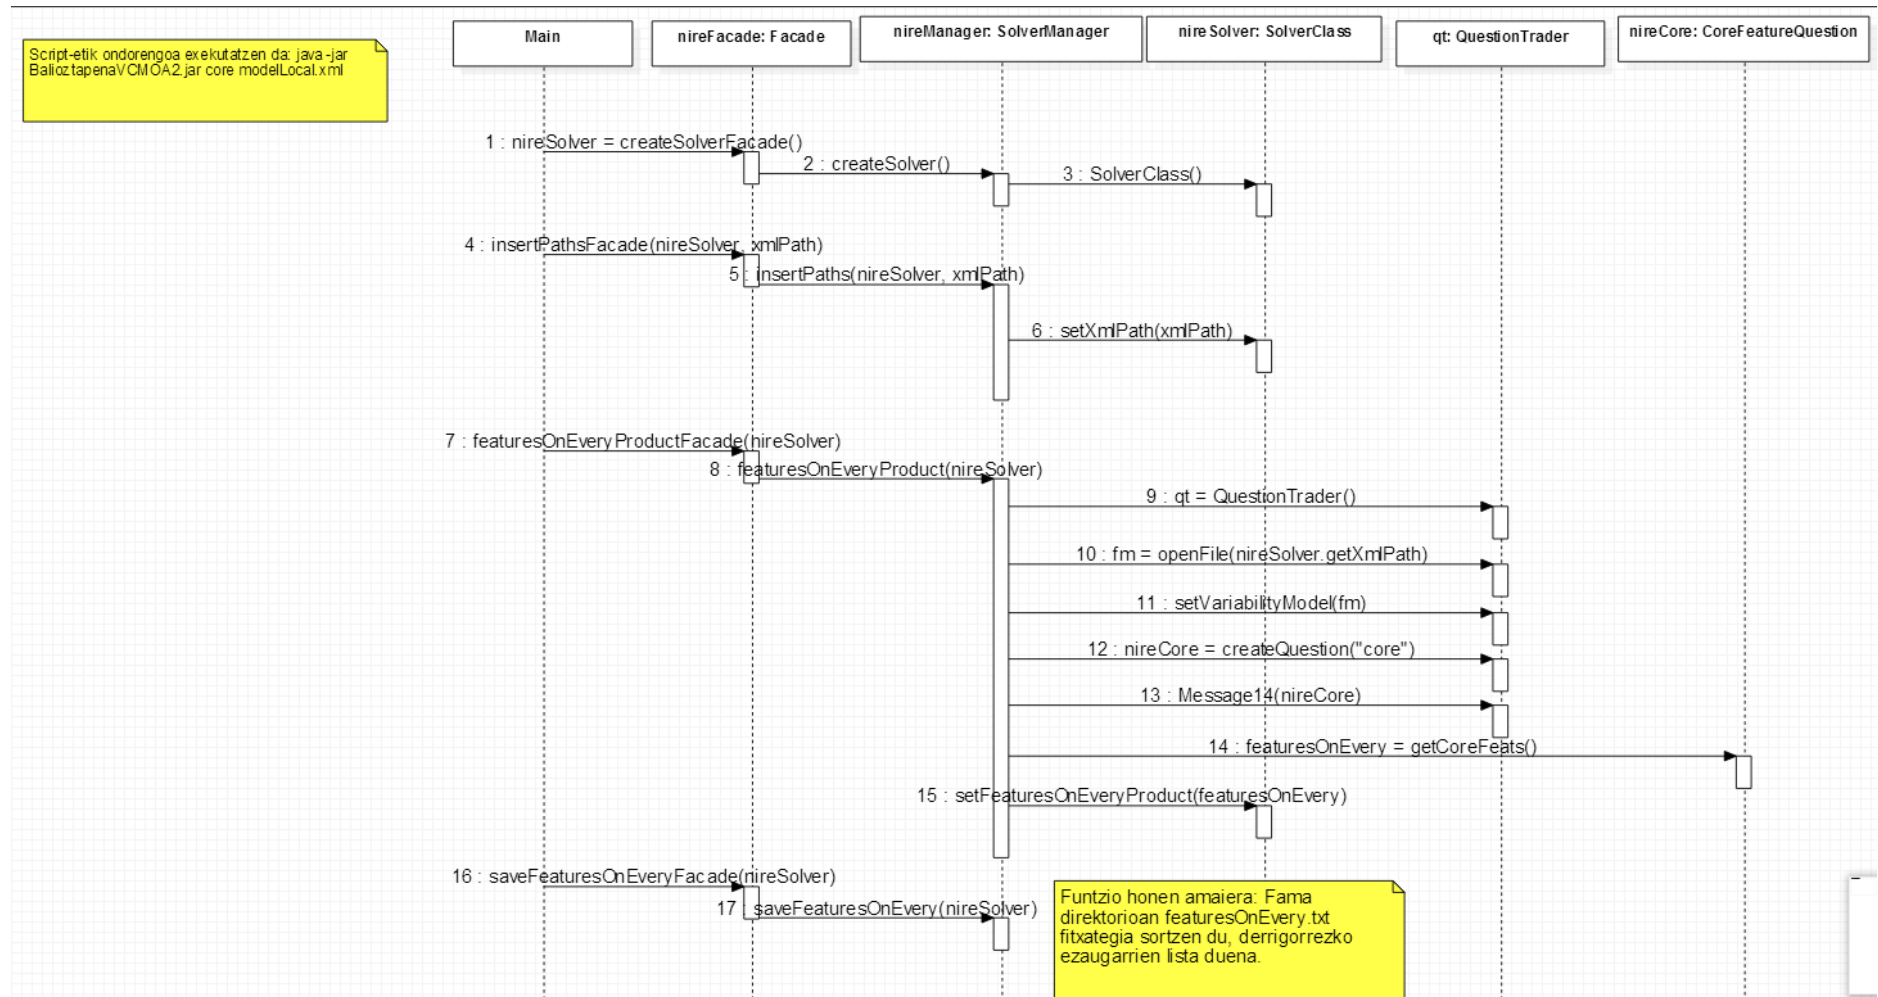 Script-etik ondorengoa exekutatzen da: java -jar
BalioztapenaVCMOA2.jar core modelLocal.xml
Main
nireFacade: Facade
nireManager: SolverManager
nireSolver: SolverClass
qt: QuestionTrader
nireCore: CoreFeatureQuestion
1 : nireSolver = createSolverFacade()
2 : createSolver()
3 : SolverClass()
4 : insertPathsFacade(nireSolver, xmlPath)
5 : insertPaths(nireSolver, xmlPath)
6 : setXmlPath(xmlPath)
7 : featuresOnEveryProductFacade(nireSolver)
8 : featuresOnEveryProduct(nireSolver)
9 : qt = QuestionTrader()
10 : fm = openFile(nireSolver.getXmlPath)
11 : setVariabilityModel(fm)
12 : nireCore = createQuestion("core")
13 : Message14(nireCore)
14 : featuresOnEvery = getCoreFeats()
15 : setFeaturesOnEveryProduct(featuresOnEvery)
16 : saveFeaturesOnEveryFacade(nireSolver)
17 : saveFeaturesOnEvery(nireSolver)
Funtzio honen amaiera: Fama
direktorioan featuresOnEvery.txt
fitxategia sortzen du, derrigorrezko
ezaugarrien lista duena.